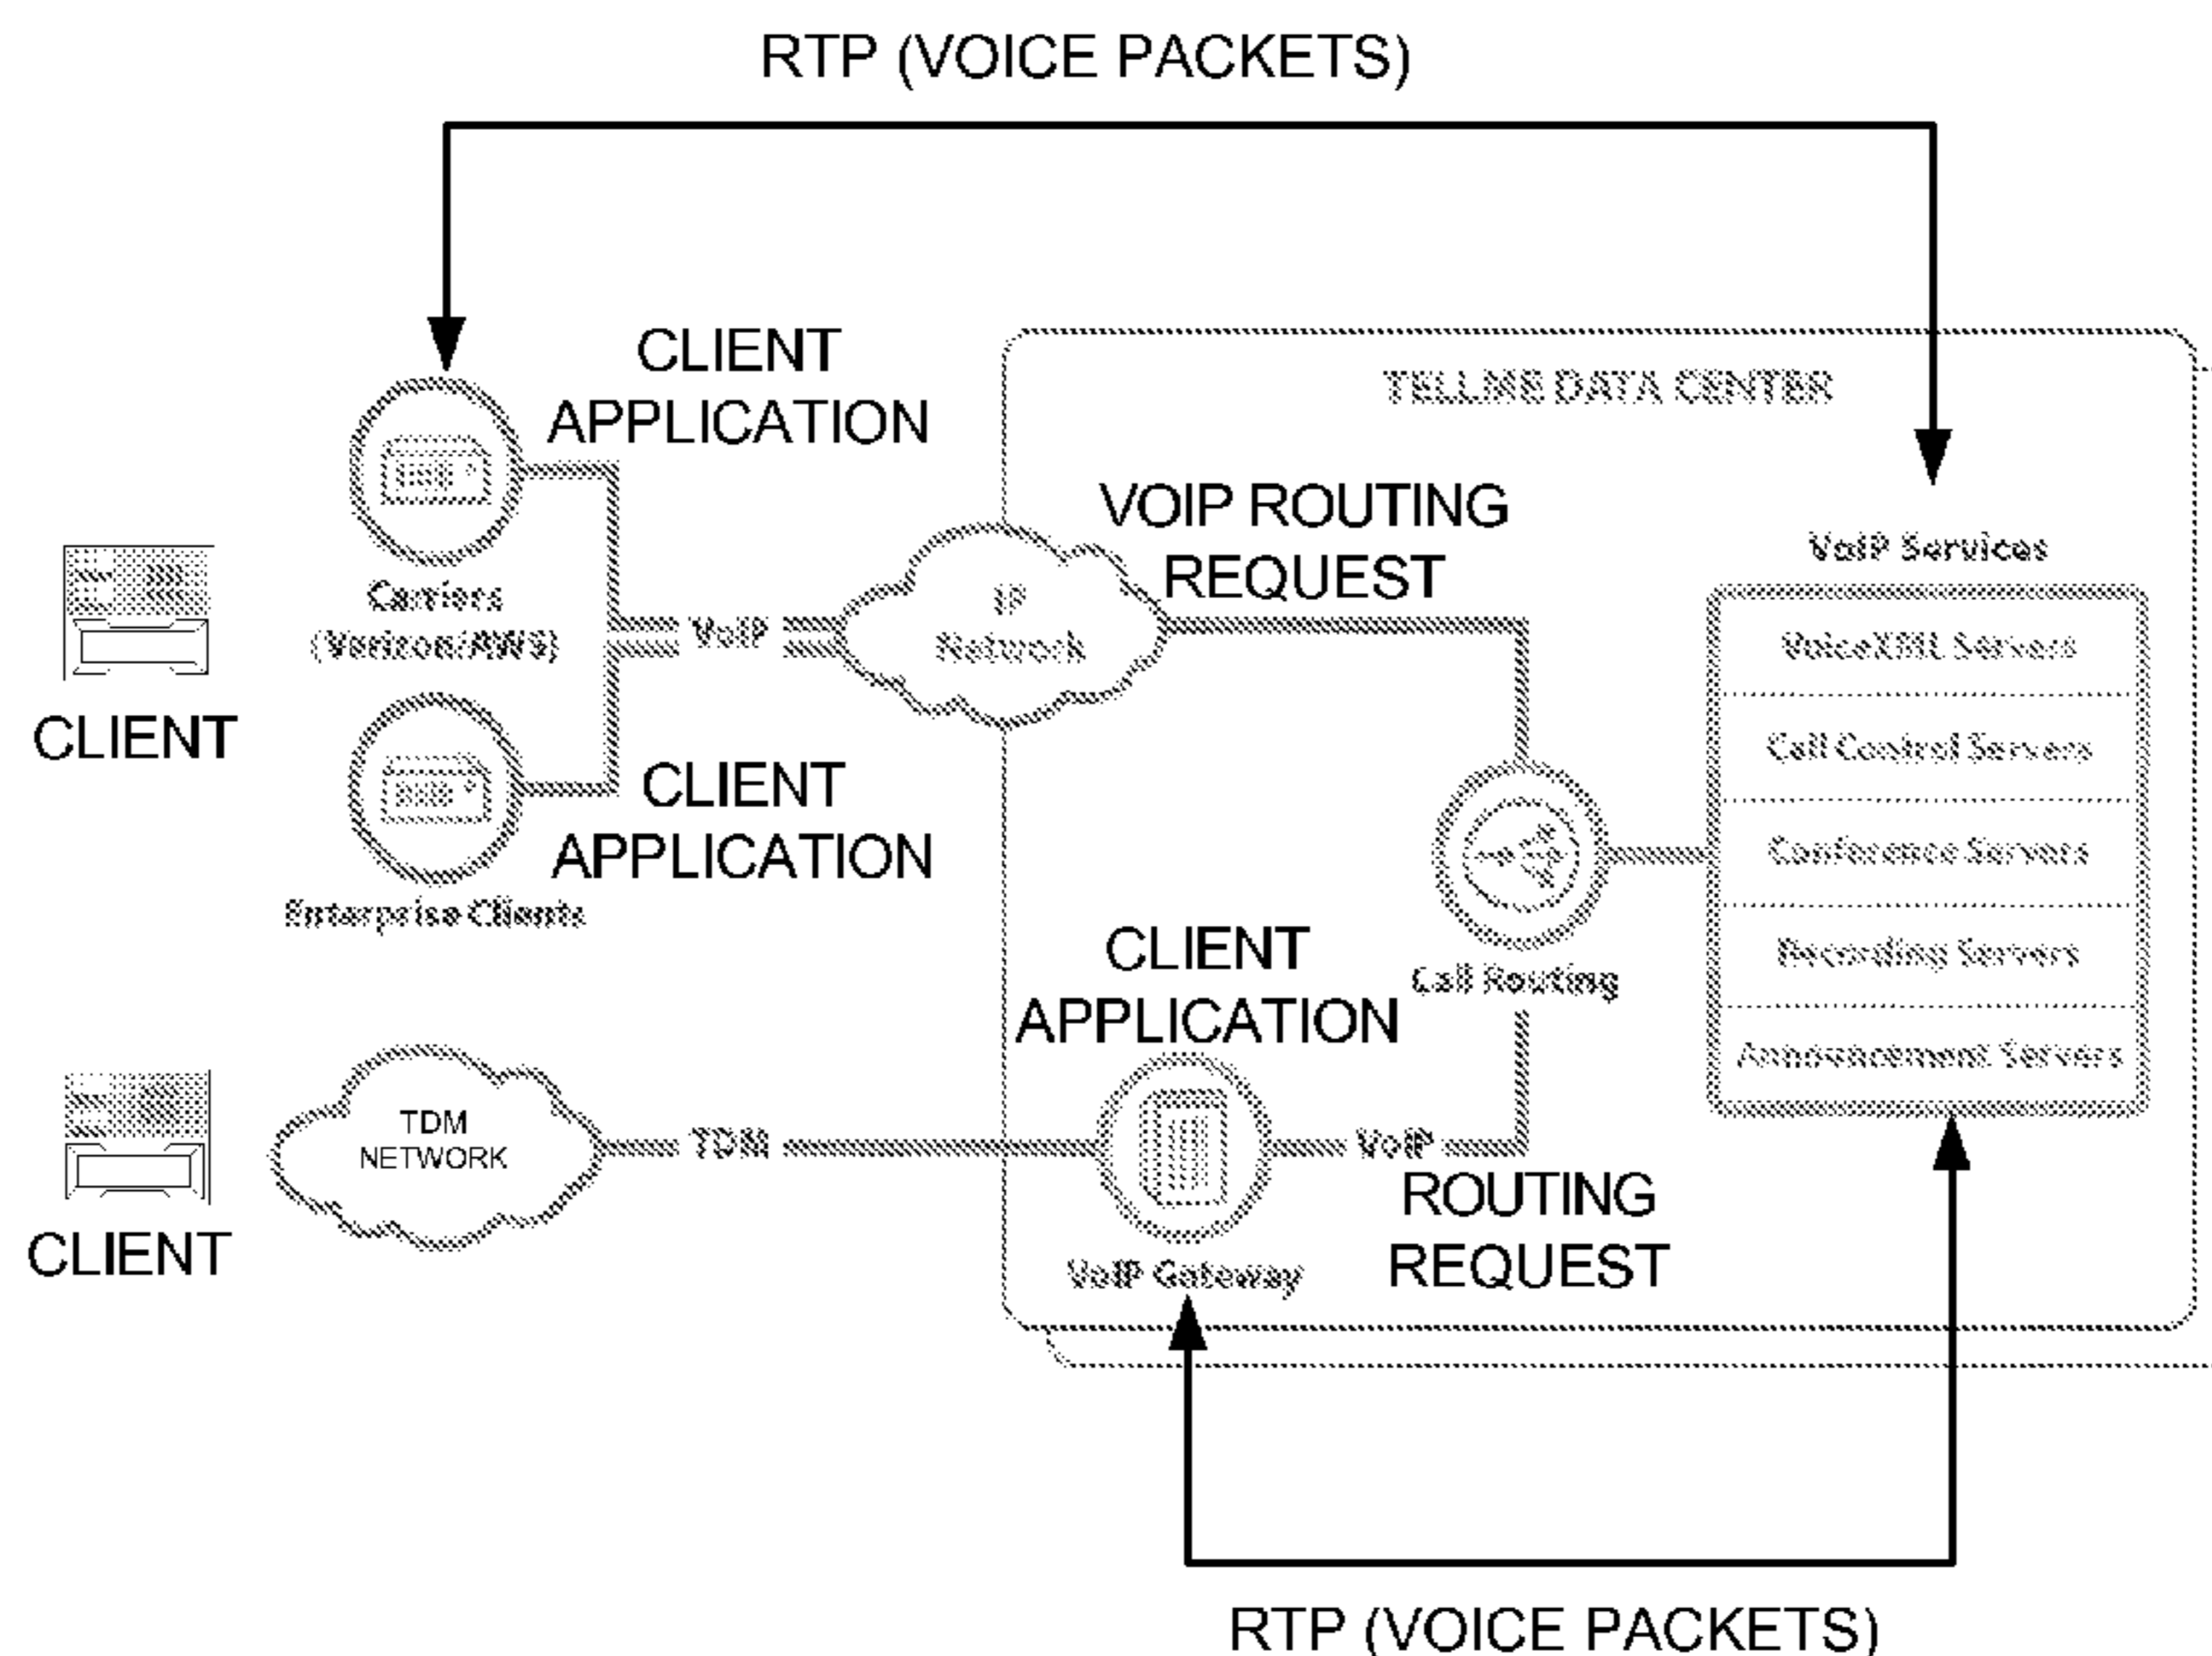 RTP (VOICE PACKETS)
CLIENT
APPLICATION
TELLME DATA CENTER
VOIP ROUTING
REQUEST
Carriers
(Verizon/AWS)
VoIP
IP
Network
VoIP Services
VoiceXML Servers
Call Control Servers
Conference Servers
Recording Servers
Announcement Servers
CLIENT
CLIENT
APPLICATION
Enterprise Clients
CLIENT
APPLICATION
Call Routing
TDM
NETWORK
TDM
VoIP
ROUTING
REQUEST
CLIENT
VoIP Gateway
RTP (VOICE PACKETS)